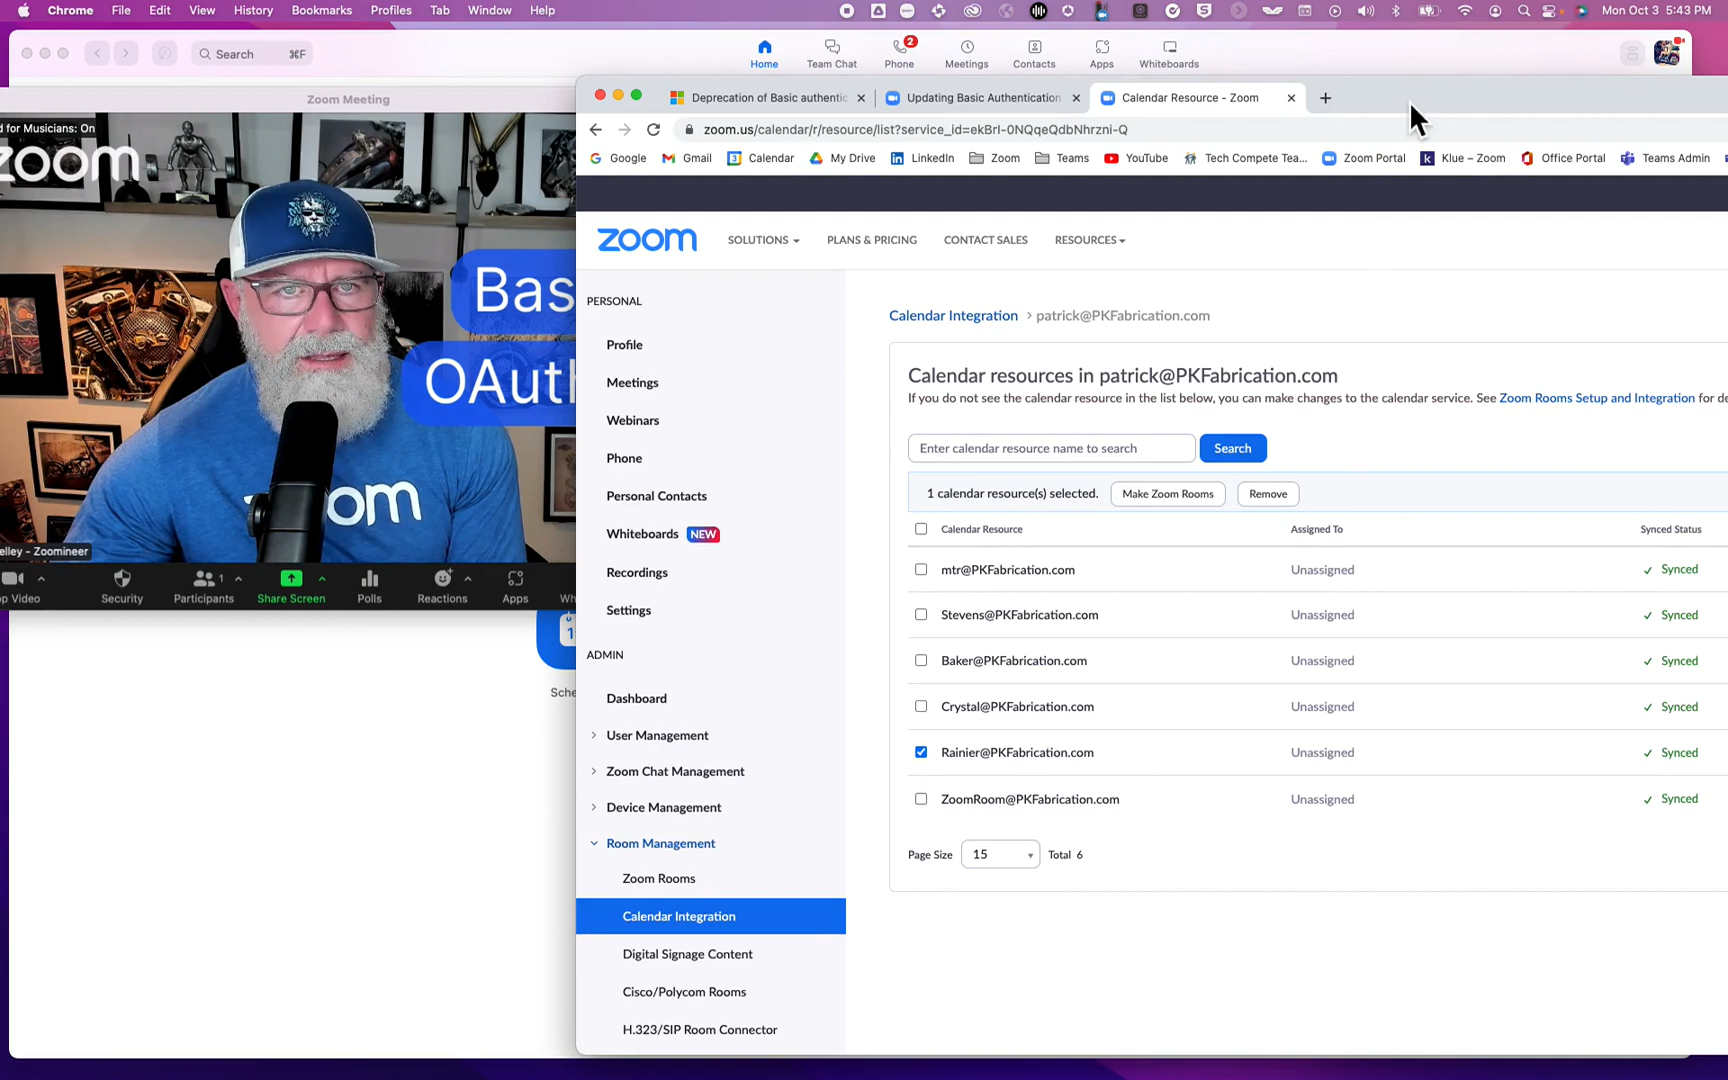 Chrome File Edit View History Bookmarks Profiles Tab Window Help Mon Oct 3 5:43 PM
Search ⌘F
Home Team Chat Phone 2 Meetings Contacts Apps Whiteboards
Zoom Meeting
d for Musicians: On
zoom
Bas
OAuth
zoom
elley - Zoomineer
op Video Security Participants 1 Share Screen Polls Reactions Apps Wh
Sche
Deprecation of Basic authentic
Updating Basic Authentication
Calendar Resource - Zoom
zoom.us/calendar/r/resource/list?service_id=ekBrI-0NQqeQdbNhrzni-Q
Google Gmail Calendar My Drive LinkedIn Zoom Teams YouTube Tech Compete Tea... Zoom Portal Klue – Zoom Office Portal Teams Admin
zoom SOLUTIONS PLANS & PRICING CONTACT SALES RESOURCES
PERSONAL
Profile
Meetings
Webinars
Phone
Personal Contacts
Whiteboards NEW
Recordings
Settings
ADMIN
Dashboard
User Management
Zoom Chat Management
Device Management
Room Management
Zoom Rooms
Calendar Integration
Digital Signage Content
Cisco/Polycom Rooms
H.323/SIP Room Connector
Calendar Integration › patrick@PKFabrication.com
Calendar resources in patrick@PKFabrication.com
If you do not see the calendar resource in the list below, you can make changes to the calendar service. See Zoom Rooms Setup and Integration for de
Enter calendar resource name to search Search
1 calendar resource(s) selected. Make Zoom Rooms Remove
Calendar Resource Assigned To Synced Status
mtr@PKFabrication.com Unassigned Synced
Stevens@PKFabrication.com Unassigned Synced
Baker@PKFabrication.com Unassigned Synced
Crystal@PKFabrication.com Unassigned Synced
Rainier@PKFabrication.com Unassigned Synced
ZoomRoom@PKFabrication.com Unassigned Synced
Page Size 15 Total 6